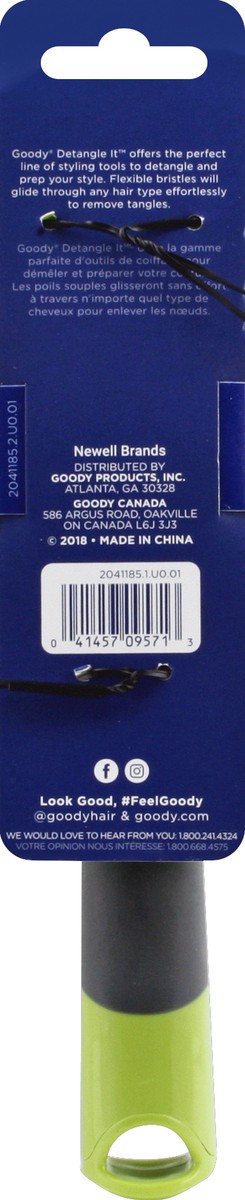 Goody® Detangle It™ offers the perfect
line of styling tools to detangle and
prep your style. Flexible bristles will
glide through any hair type effortlessly
to remove tangles.
Goody® Detangle It la gamme
parfaite d'outils de pour
démêler et préparer votre
Les poils souples glisseront sans effort
à travers n'importe quel type de
cheveux pour enlever les nœuds.
2041185.2.U0.01
Newell Brands
DISTRIBUTED BY
GOODY PRODUCTS, INC.
ATLANTA, GA 30328
GOODY CANADA
586 ARGUS ROAD, OAKVILLE
ON CANADA L6J 3J3
© 2018 • MADE IN CHINA
2041185.1.U0.01
0 41457 09571 3
Look Good, #FeelGoody
@goodyhair & goody.com
WE WOULD LOVE TO HEAR FROM YOU: 1.800.241.4324
VOTRE OPINION NOUS INTÉRESSE: 1.800.668.4575